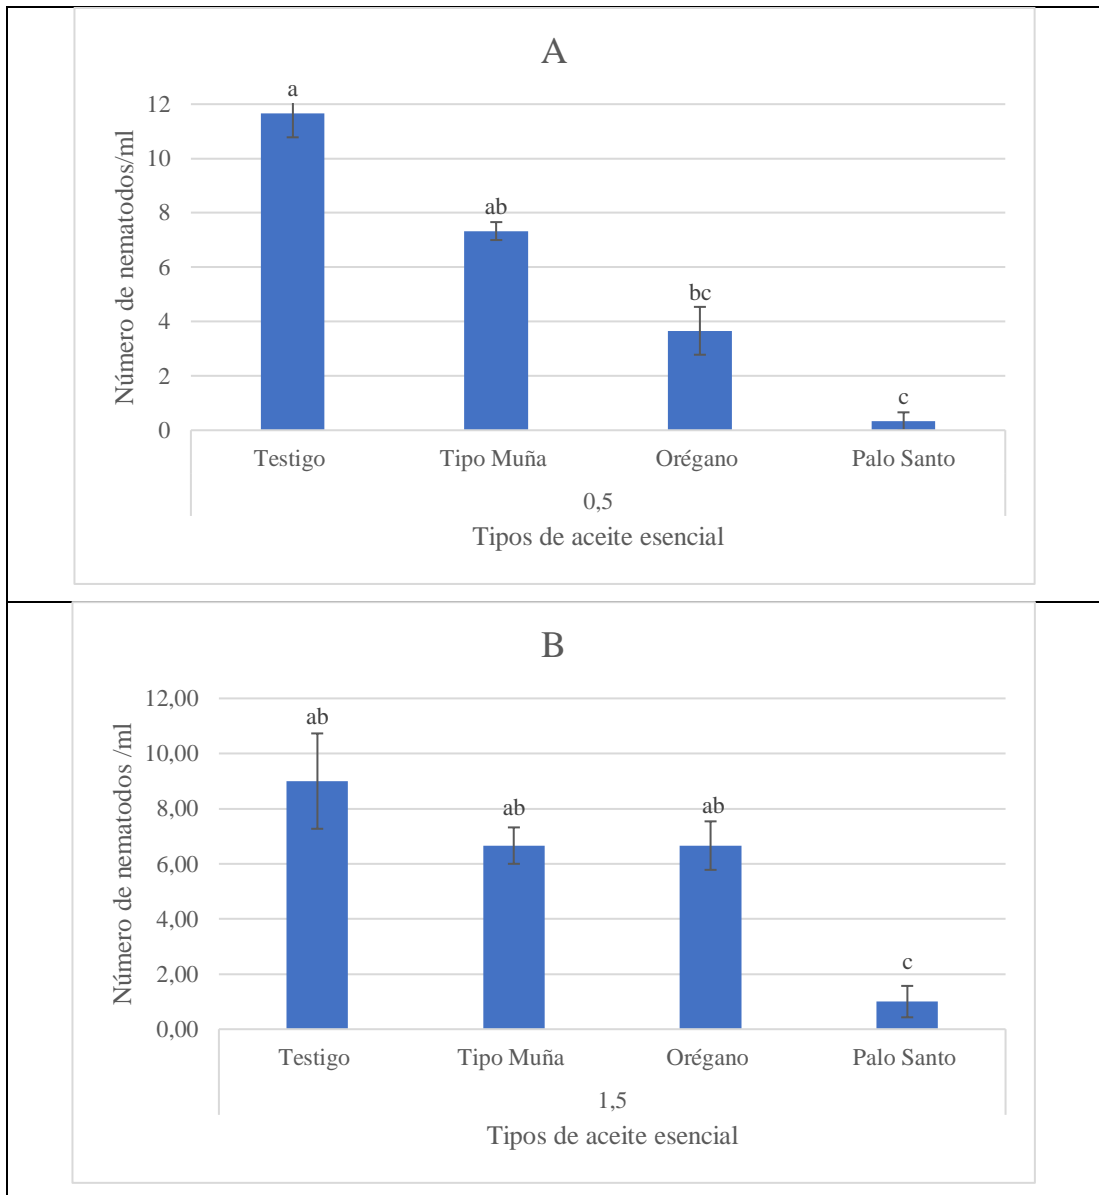 A
a
12
ab
10
8
bc
6
4
c
2
0
Número de nematodos/ml
Testigo Tipo Muña Orégano Palo Santo
0,5
Tipos de aceite esencial
B
12,00
ab
10,00
ab ab
8,00
6,00
4,00
c
2,00
0,00
Número de nematodos /ml
Testigo Tipo Muña Orégano Palo Santo
1,5
Tipos de aceite esencial